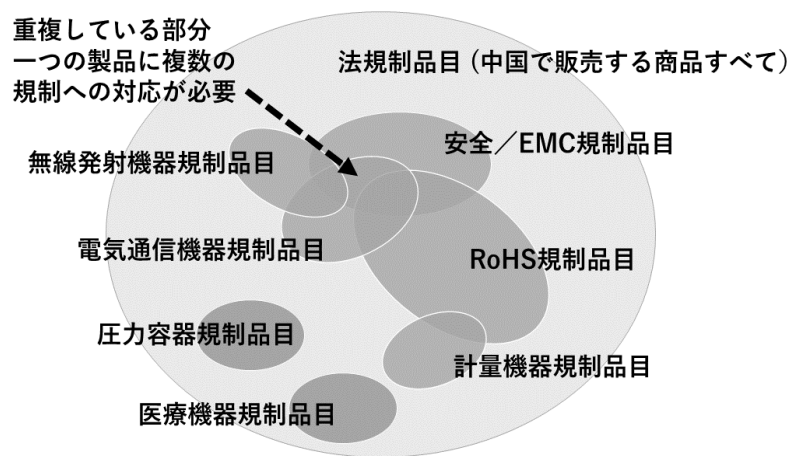 重複している部分
一つの製品に複数の
規制への対応が必要
法規制品目（中国で販売する商品すべて）
安全／EMC規制品目
無線発射機器規制品目
電気通信機器規制品目
RoHS規制品目
圧力容器規制品目
計量機器規制品目
医療機器規制品目